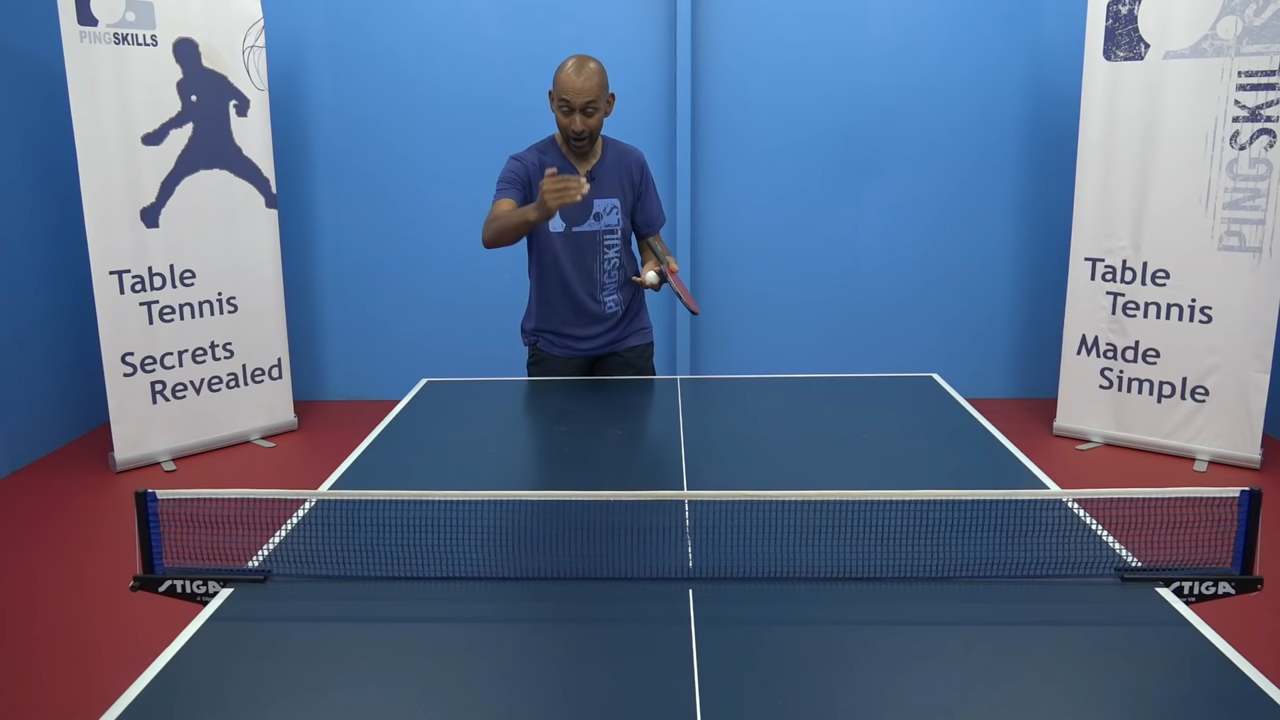 PINGSKILLS
Table
Tennis
Secrets
Revealed
PINGSKILLS
PINGSKILLS
Table
Tennis
Made
Simple
STIGA
STIGA